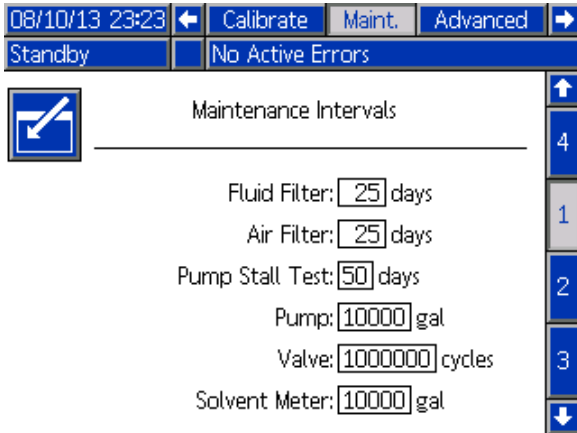 08/10/13 23:23 Calibrate Maint. Advanced
Standby No Active Errors
Maintenance Intervals
4
Fluid Filter: 25 days
1
Air Filter: 25 days
Pump Stall Test: 50 days
2
Pump: 10000 gal
Valve: 1000000 cycles
3
Solvent Meter: 10000 gal